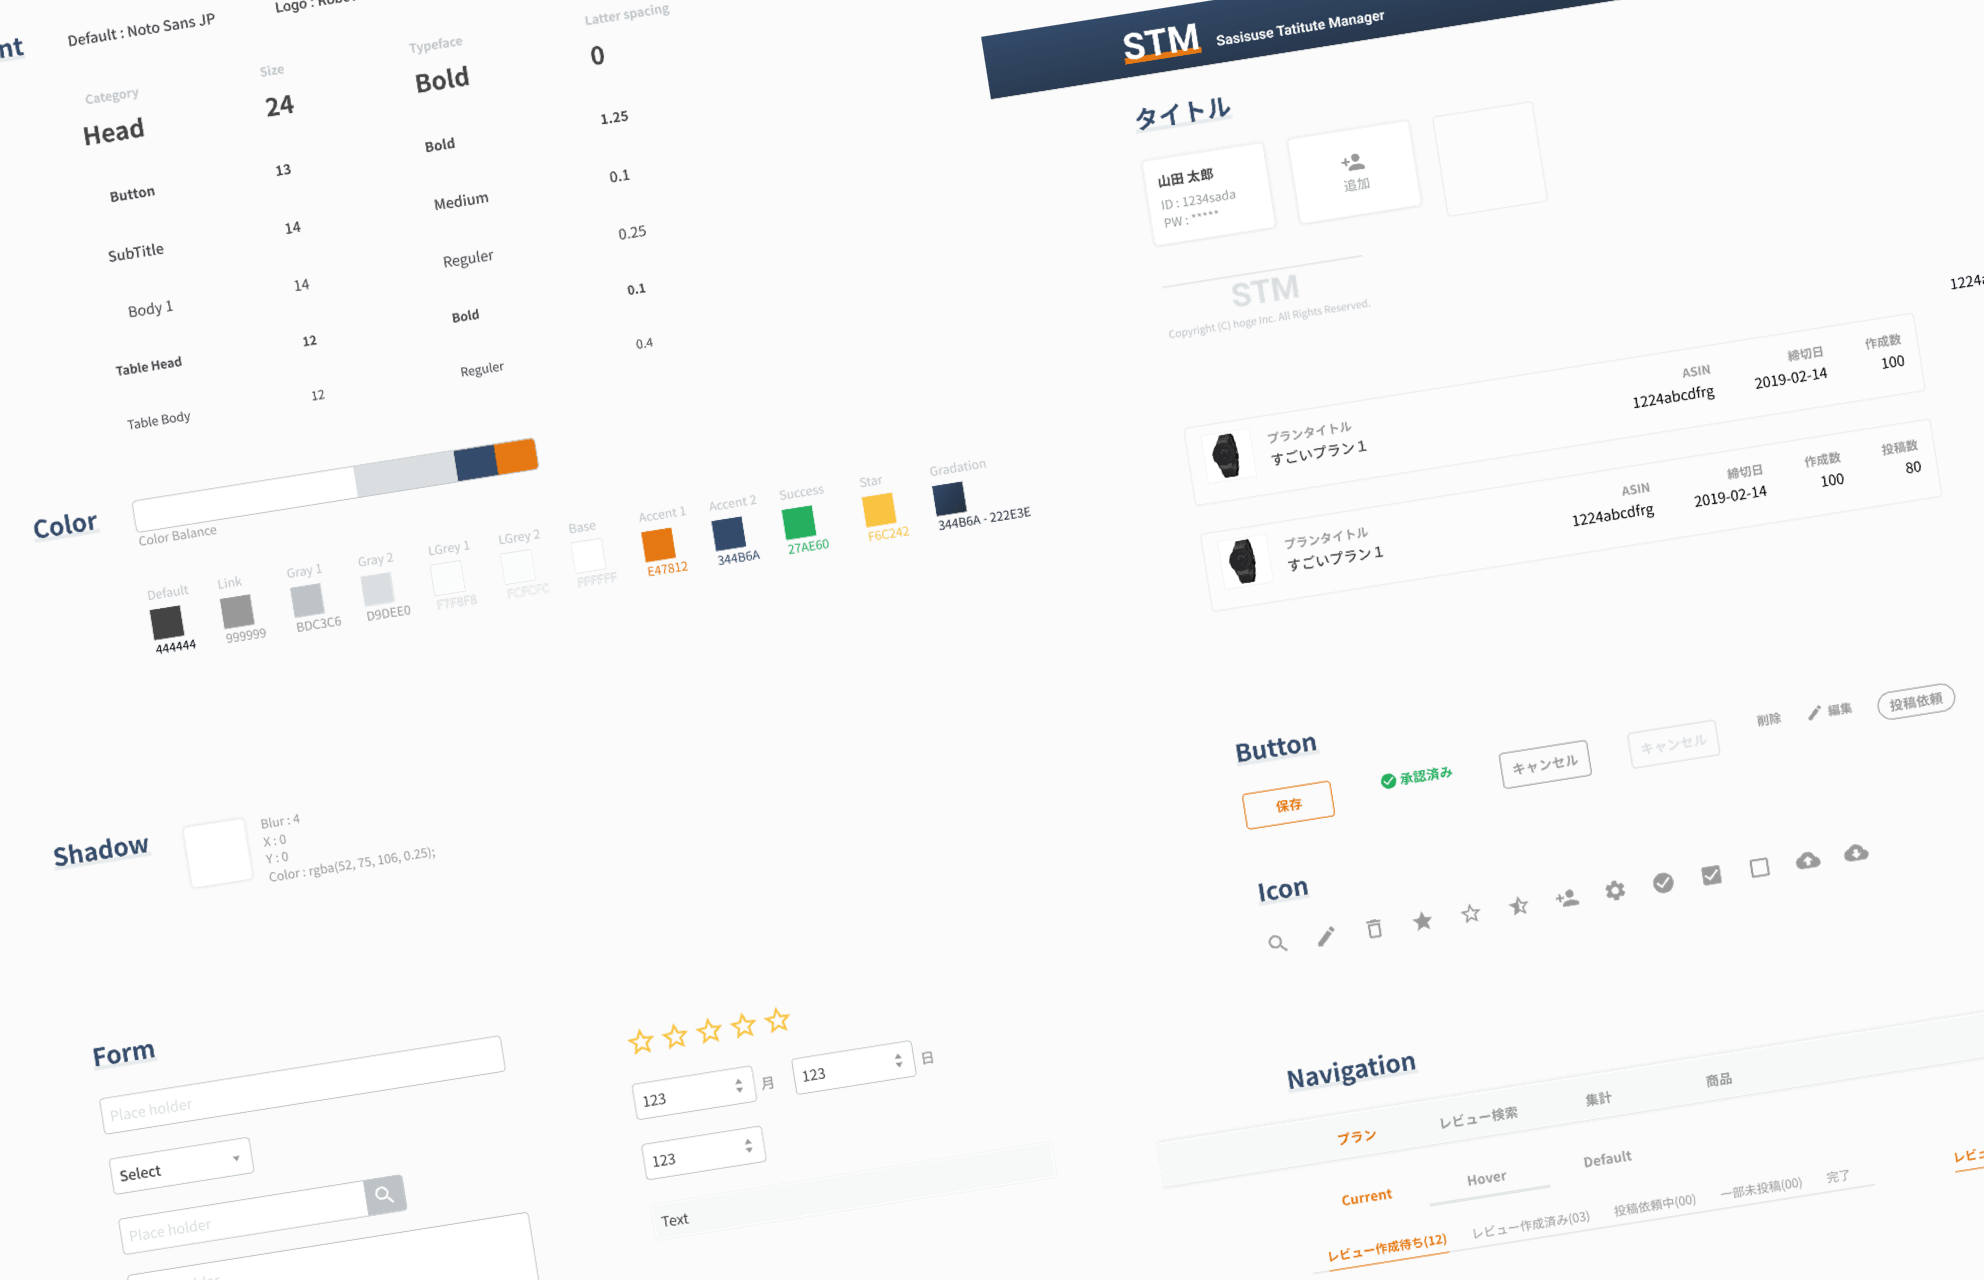 Default : Noto Sans JP
Logo :
Category
Size
Typeface
Latter spacing
Head
24
Bold
0
Button
13
Bold
1.25
SubTitle
14
Medium
0.1
Body 1
14
Reguler
0.25
Table Head
12
Bold
0.1
Table Body
12
Reguler
0.4
Color
Color Balance
Default
444444
Link
999999
Gray 1
BDC3C6
Gray 2
D9DEE0
LGrey 1
F7F8F8
LGrey 2
FCFCFC
Base
FFFFFF
Accent 1
E47812
Accent 2
344B6A
Success
27AE60
Star
F6C242
Gradation
344B6A - 222E3E
Shadow
Blur : 4
X : 0
Y : 0
Color : rgba(52, 75, 106, 0.25);
Form
Place holder
Select
Place holder
123
月
123
日
123
Text
STM
Sasisuse Tatitute Manager
タイトル
山田 太郎
ID : 1234sada
PW : *****
追加
STM
Copyright (C) hoge Inc. All Rights Reserved.
プランタイトル
すごいプラン 1
ASIN
1224abcdfrg
締切日
2019-02-14
作成数
100
プランタイトル
すごいプラン 1
ASIN
1224abcdfrg
締切日
2019-02-14
作成数
100
投稿数
80
Button
保存
承認済み
キャンセル
キャンセル
削除
編集
投稿依頼
Icon
Navigation
プラン
レビュー検索
集計
商品
Current
Hover
Default
レビュー作成待ち(12)
レビュー作成済み(03)
投稿依頼中(00)
一部未投稿(00)
完了